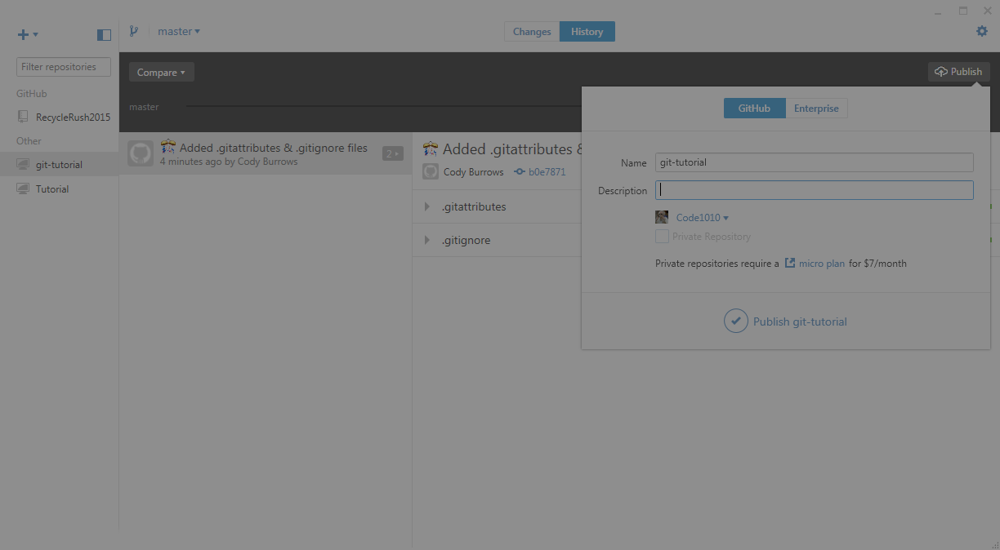 master
Changes
History
Filter repositories
GitHub
RecycleRush2015
Other
git-tutorial
Tutorial
Compare
Publish
master
Added .gitattributes & .gitignore files
4 minutes ago by Cody Burrows
2
Added .gitattributes &
Cody Burrows
b0e7871
.gitattributes
.gitignore
GitHub
Enterprise
Name
git-tutorial
Description
Code1010
Private Repository
Private repositories require a micro plan for $7/month
Publish git-tutorial